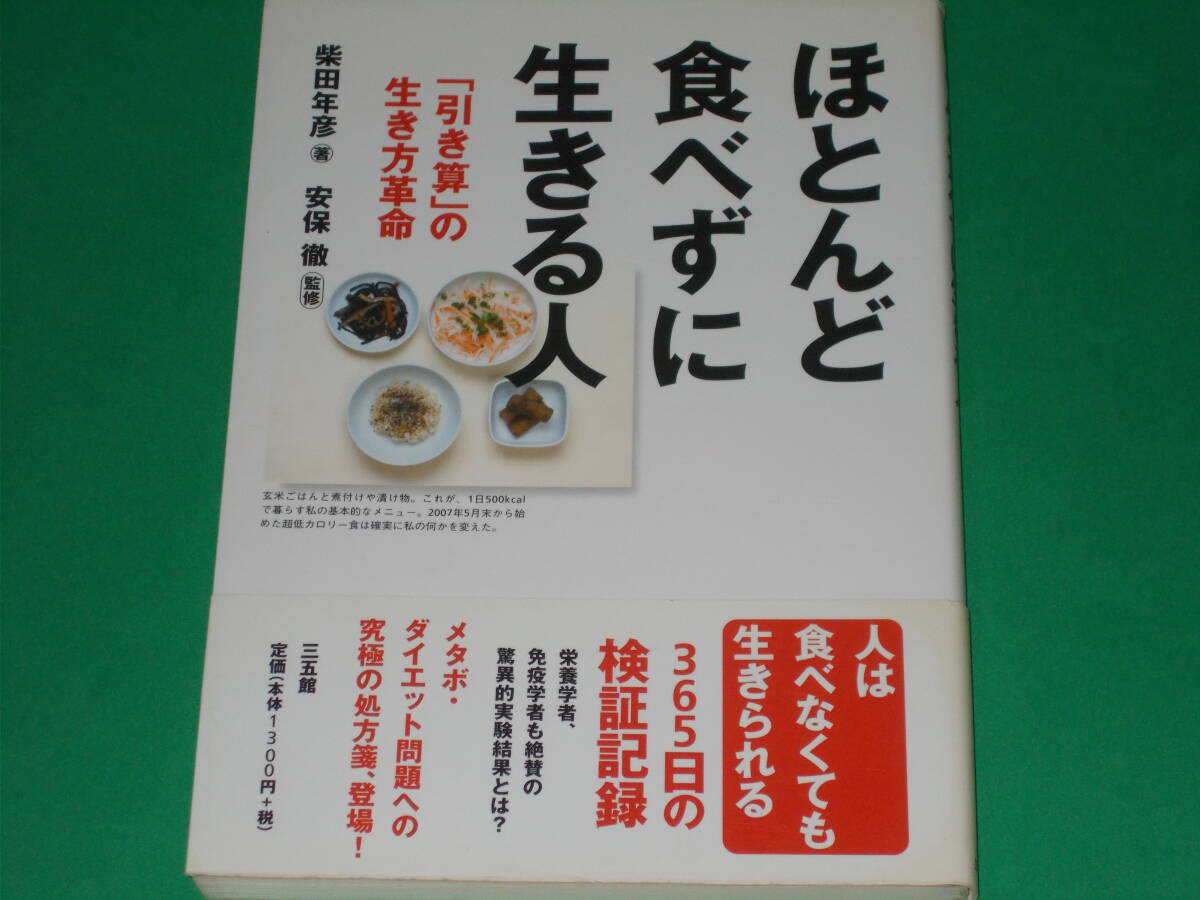 ほとんど
食べずに
生きる人
「引き算」の
生き方革命
柴田年彦 著
安保 徹 監修
玄米ごはんと煮付けや漬け物。これが、1日500kcal
で暮らす私の基本的なメニュー。2007年5月末から始
めた超低カロリー食は確実に私の何かを変えた。
人は
食べなくても
生きられる
365日の
検証記録
栄養学者、
免疫学者も絶賛の
驚異的実験結果とは?
メタボ・
ダイエット問題への
究極の処方箋、登場!
三五館
定価(本体1300円+税)